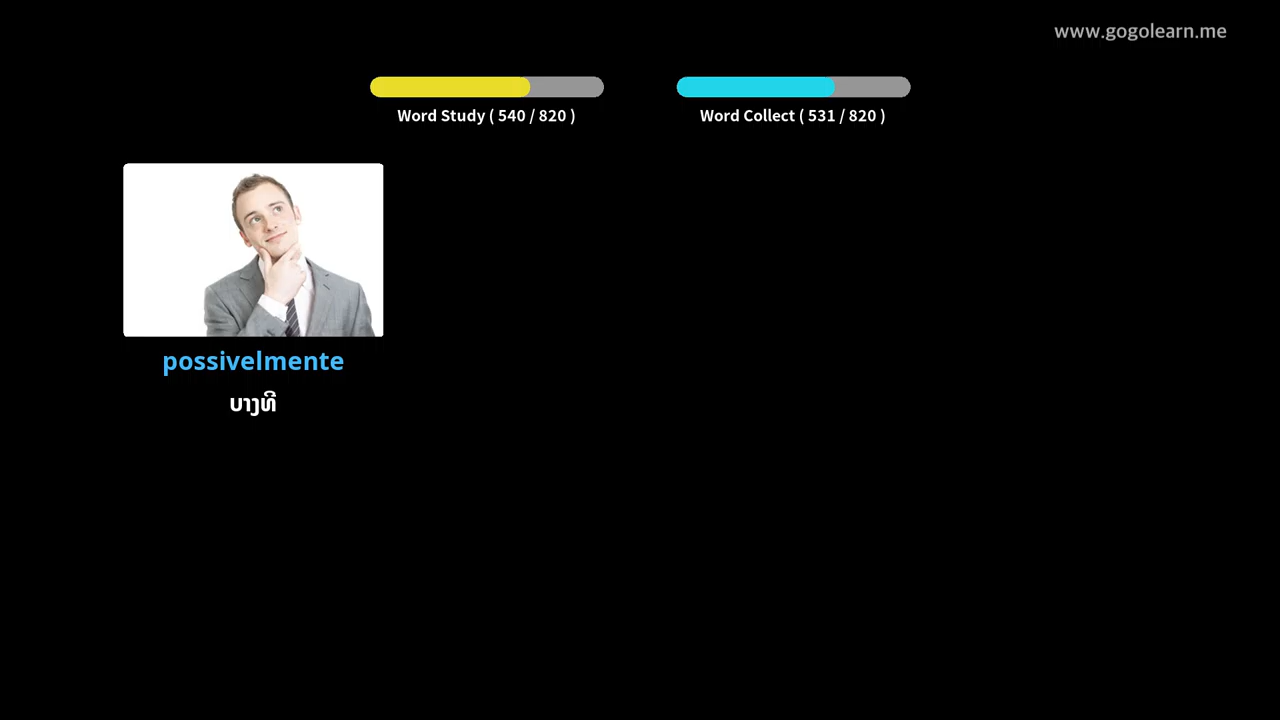 www.gogolearn.me
Word Study ( 540 / 820 )
Word Collect ( 531 / 820 )
possivelmente
ບາງທີ